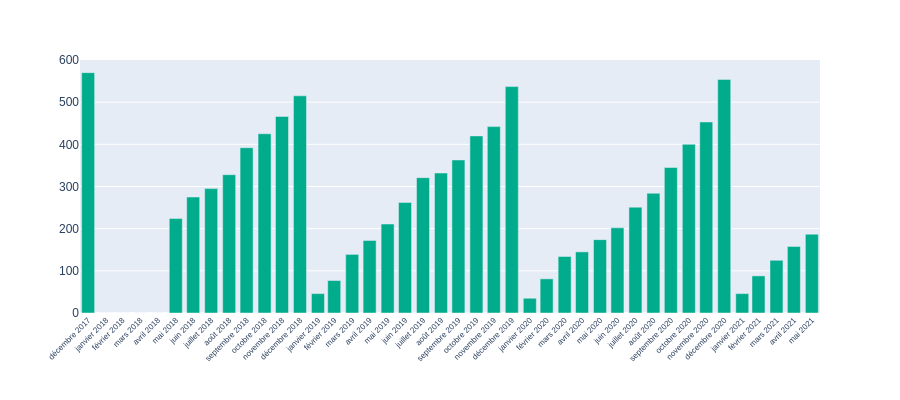 600
500
400
300
200
100
0
décembre 2017
janvier 2018
février 2018
mars 2018
avril 2018
mai 2018
juin 2018
juillet 2018
août 2018
septembre 2018
octobre 2018
novembre 2018
décembre 2018
janvier 2019
février 2019
mars 2019
avril 2019
mai 2019
juin 2019
juillet 2019
août 2019
septembre 2019
octobre 2019
novembre 2019
décembre 2019
janvier 2020
février 2020
mars 2020
avril 2020
mai 2020
juin 2020
juillet 2020
août 2020
septembre 2020
octobre 2020
novembre 2020
décembre 2020
janvier 2021
février 2021
mars 2021
avril 2021
mai 2021